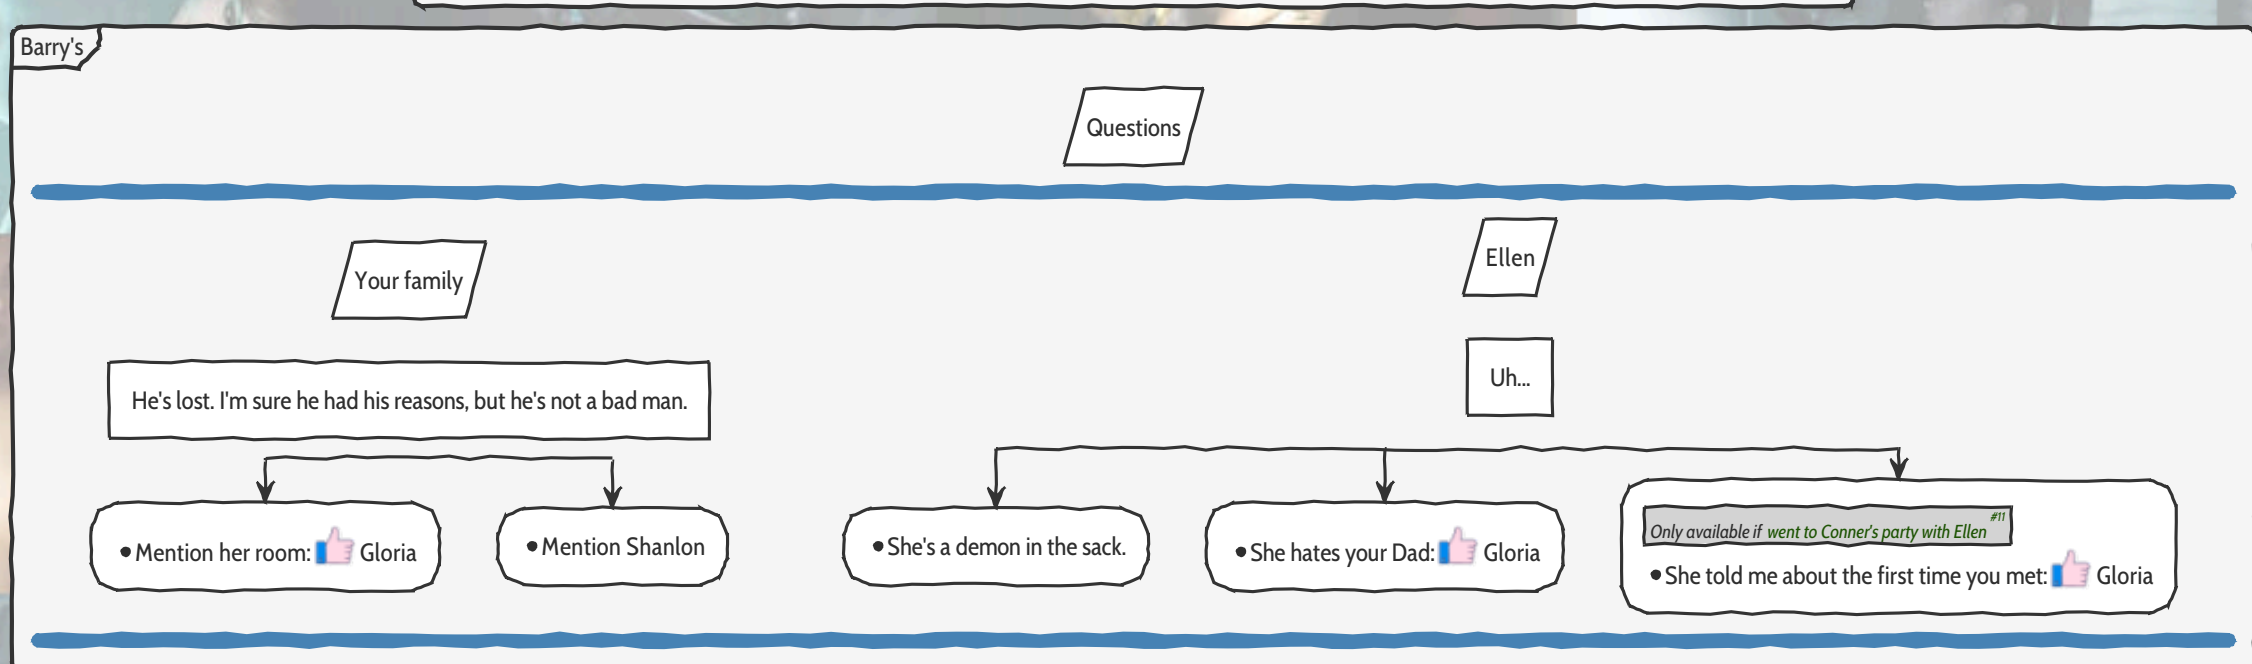 Barry's
Questions
Your family
He's lost. I'm sure he had his reasons, but he's not a bad man.
• Mention her room: Gloria
• Mention Shanlon
Ellen
Uh...
• She's a demon in the sack.
• She hates your Dad: Gloria
#11
Only available if went to Conner's party with Ellen
• She told me about the first time you met: Gloria